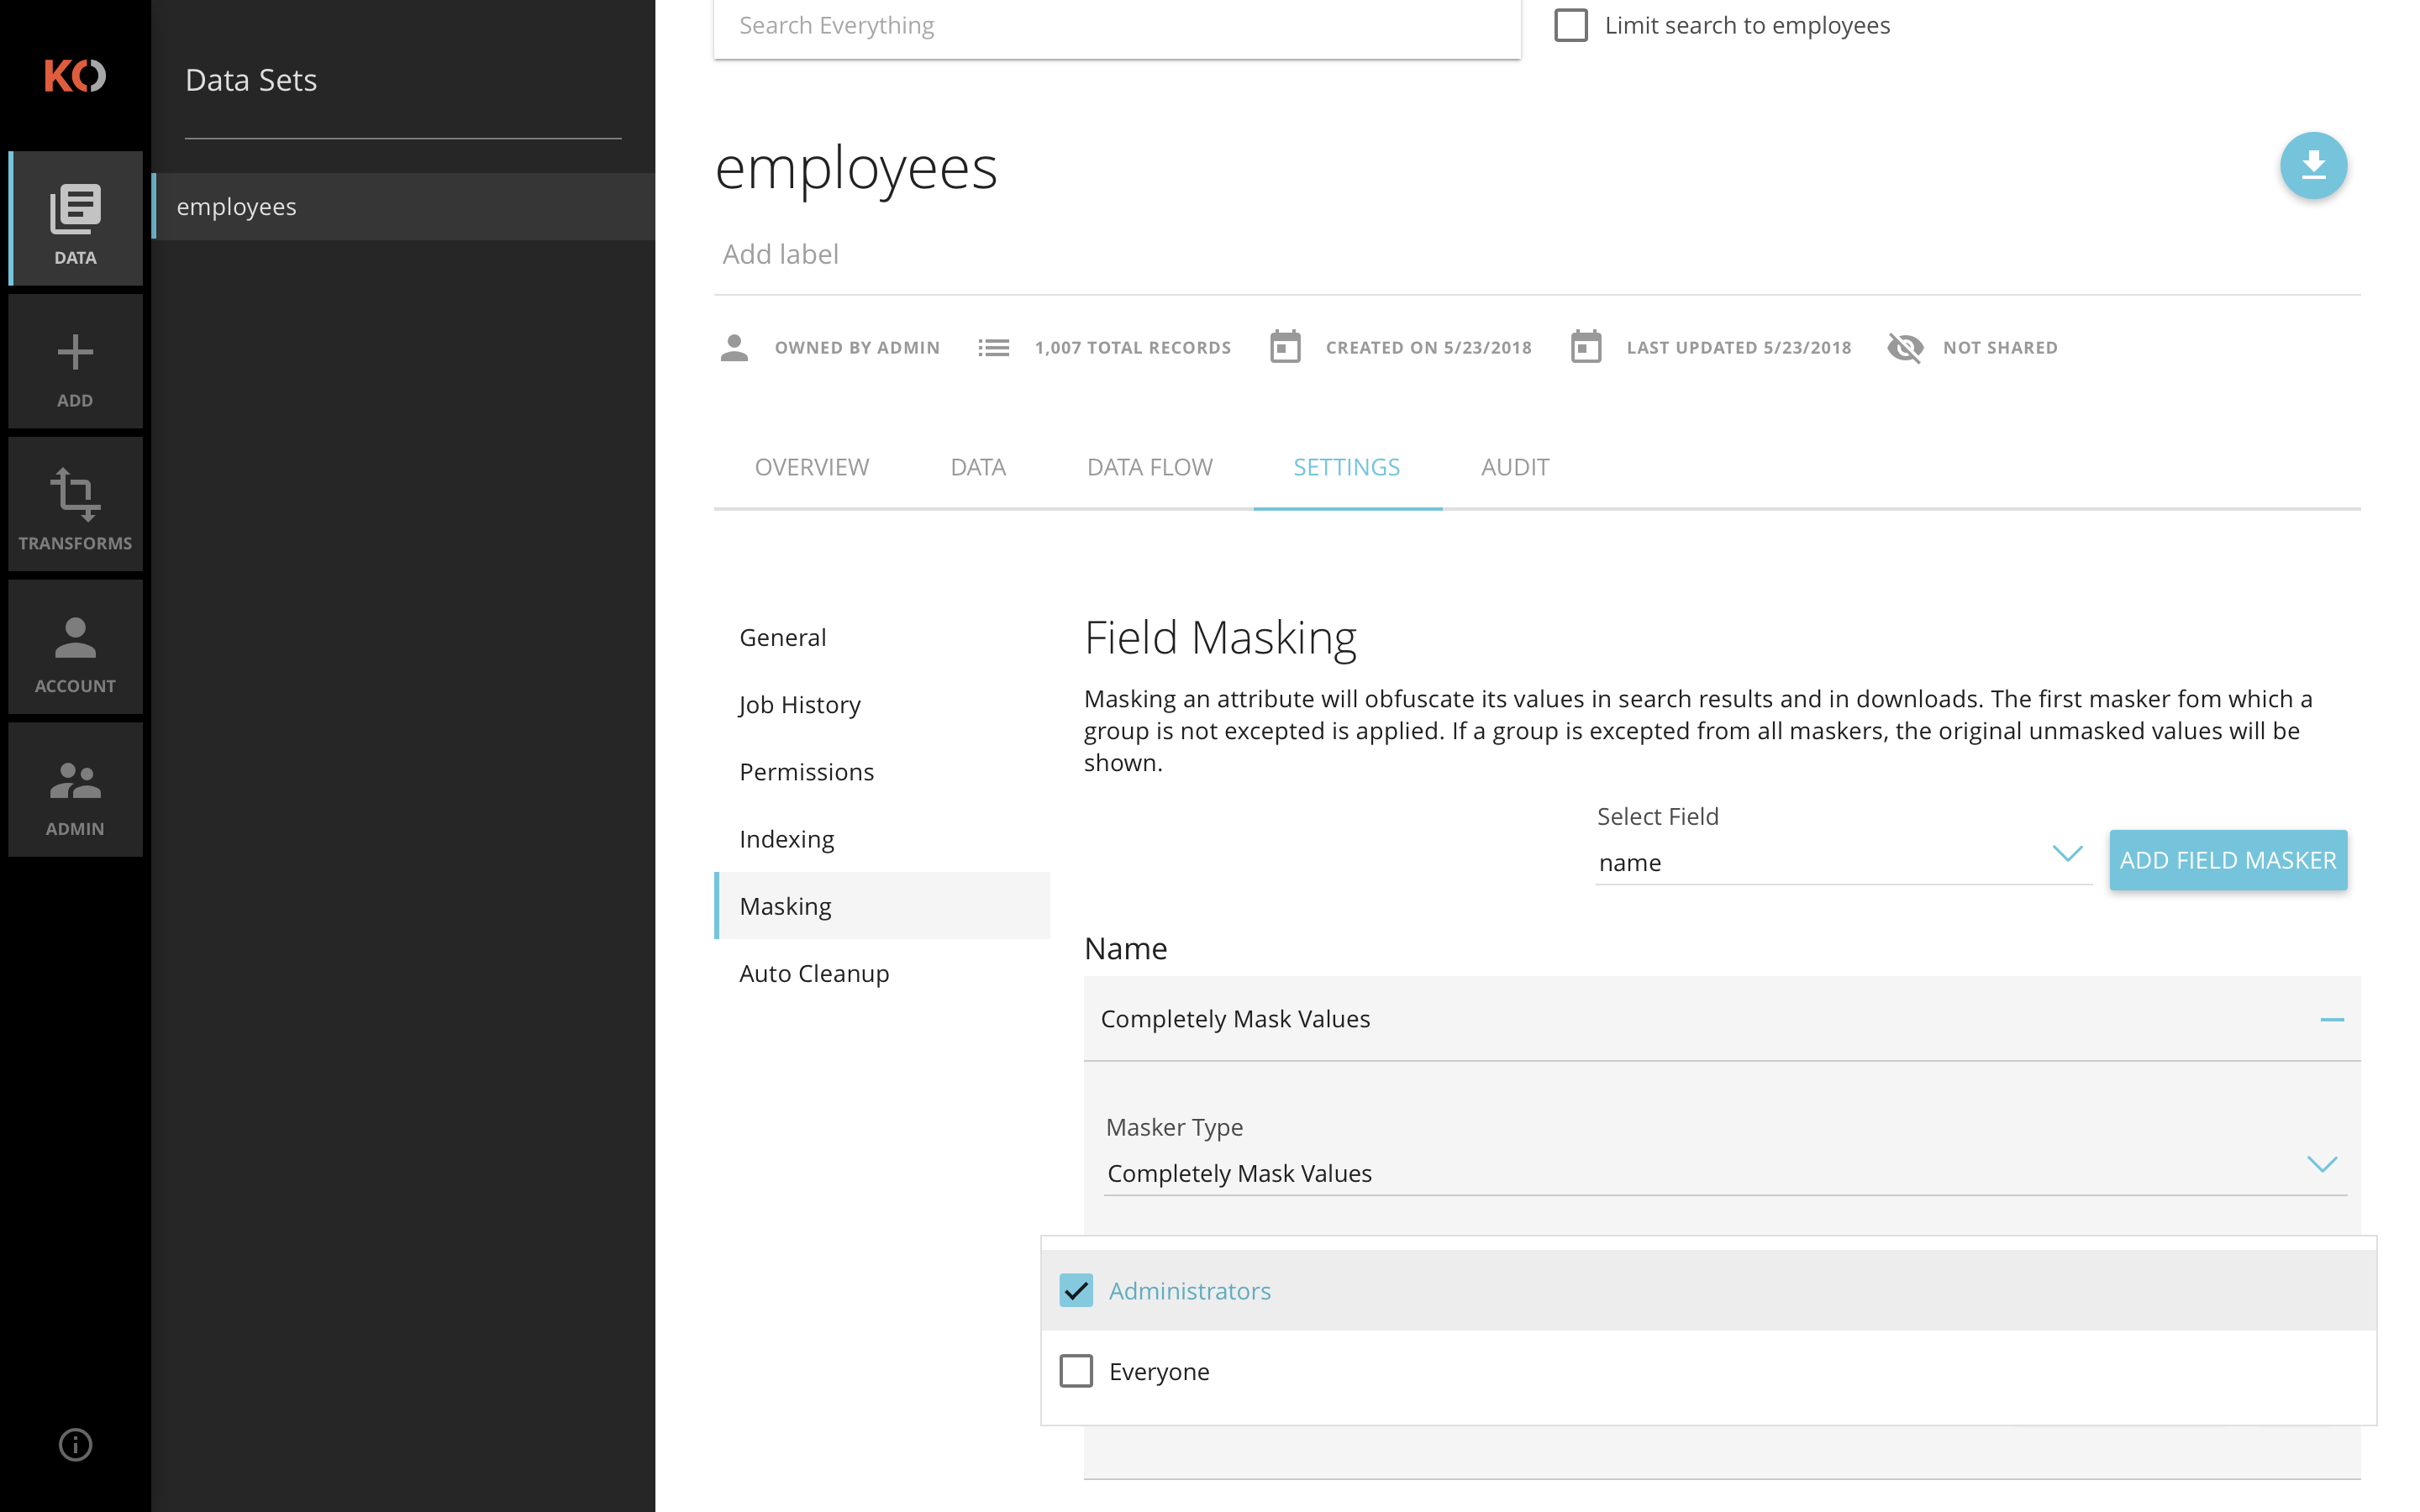 KO
Data Sets
employees
DATA
ADD
TRANSFORMS
ACCOUNT
ADMIN
Search Everything
Limit search to employees
employees
Add label
OWNED BY ADMIN
1,007 TOTAL RECORDS
CREATED ON 5/23/2018
LAST UPDATED 5/23/2018
NOT SHARED
OVERVIEW
DATA
DATA FLOW
SETTINGS
AUDIT
General
Job History
Permissions
Indexing
Masking
Auto Cleanup
Field Masking
Masking an attribute will obfuscate its values in search results and in downloads. The first masker fom which a
group is not excepted is applied. If a group is excepted from all maskers, the original unmasked values will be
shown.
Select Field
name
ADD FIELD MASKER
Name
Completely Mask Values
Masker Type
Completely Mask Values
Administrators
Everyone